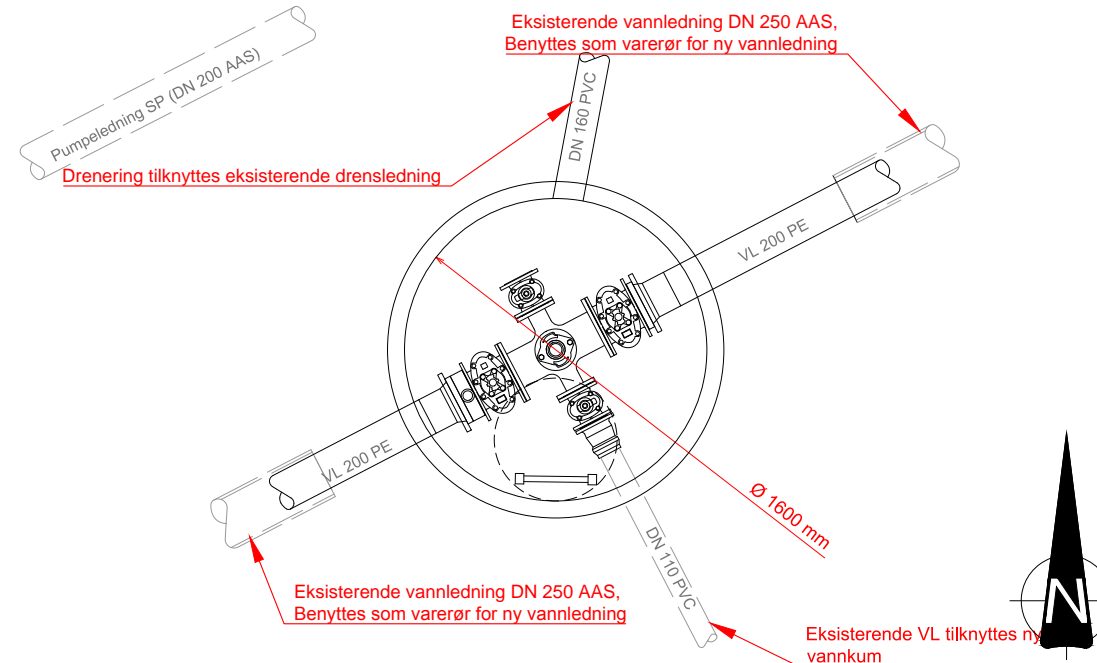 Eksisterende vannledning DN 250 AAS,
Benyttes som varerør for ny vannledning
Pumpeledning SP (DN 200 AAS)
DN 160 PVC
Drenering tilknyttes eksisterende drensledning
VL 200 PE
VL 200 PE
Ø 1600 mm
DN 110 PVC
Eksisterende vannledning DN 250 AAS,
Benyttes som varerør for ny vannledning
Eksisterende VL tilknyttes ny
vannkum
N